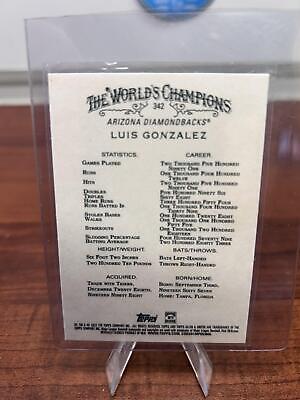 The World's Champions
342
ARIZONA DIAMONDBACKS®
LUIS GONZALEZ
STATISTICS. CAREER.
Games Played Two Thousand Five Hundred
Ninety One
Runs One Thousand Four Hundred
Twelve
Hits Two Thousand Five Hundred
Ninety One
Doubles Five Hundred Ninety Six
Triples Sixty Eight
Home Runs Three Hundred Fifty Four
Runs Batted In One Thousand Four Hundred
Thirty Nine
Stolen Bases One Hundred Twenty Eight
Walks One Thousand One Hundred
Fifty Five
Strikeouts One Thousand Two Hundred
Eighteen
Slugging Percentage Four Hundred Seventy Nine
Batting Average Two Hundred Eighty Three
HEIGHT/WEIGHT. BATS/THROWS.
Six Foot Two Inches Bats Left-Handed
Two Hundred Ten Pounds Throws Right-Handed
ACQUIRED. BORN/HOME.
Trade with Tigers, Born: September Third,
December Twenty Eighth, Nineteen Sixty Seven
Nineteen Ninety Eight Home: Tampa, Florida
Topps